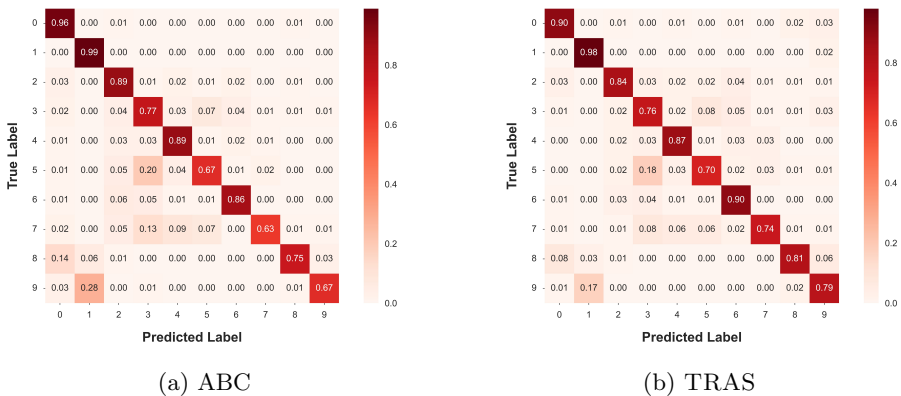 0 0.96 0.00 0.01 0.00 0.01 0.00 0.01 0.00 0.01 0.00
1 0.00 0.99 0.00 0.00 0.00 0.00 0.00 0.00 0.00 0.00
2 0.03 0.00 0.89 0.01 0.02 0.01 0.02 0.00 0.01 0.00
3 0.02 0.00 0.04 0.77 0.03 0.07 0.04 0.01 0.01 0.00
4 0.01 0.00 0.03 0.03 0.89 0.01 0.02 0.01 0.00 0.00
5 0.01 0.00 0.05 0.20 0.04 0.67 0.01 0.02 0.00 0.00
6 0.01 0.00 0.06 0.05 0.01 0.01 0.86 0.00 0.00 0.00
7 0.02 0.00 0.05 0.13 0.09 0.07 0.00 0.63 0.00 0.01
8 0.14 0.06 0.01 0.00 0.00 0.00 0.00 0.00 0.75 0.03
9 0.03 0.28 0.00 0.01 0.00 0.00 0.00 0.00 0.01 0.67
0 1 2 3 4 5 6 7 8 9
True Label
Predicted Label
0.8
0.6
0.4
0.2
0.0
(a) ABC
0 0.90 0.00 0.01 0.01 0.01 0.00 0.01 0.00 0.02 0.03
1 0.00 0.98 0.00 0.00 0.00 0.00 0.00 0.00 0.00 0.02
2 0.03 0.00 0.84 0.03 0.02 0.02 0.04 0.01 0.00 0.01
3 0.01 0.00 0.02 0.76 0.02 0.08 0.05 0.01 0.01 0.03
4 0.01 0.00 0.02 0.02 0.87 0.01 0.03 0.03 0.00 0.01
5 0.00 0.00 0.02 0.18 0.03 0.70 0.02 0.03 0.00 0.01
6 0.00 0.00 0.03 0.04 0.01 0.01 0.90 0.00 0.00 0.01
7 0.01 0.00 0.01 0.08 0.06 0.06 0.02 0.74 0.00 0.01
8 0.08 0.03 0.01 0.00 0.00 0.00 0.00 0.00 0.81 0.06
9 0.01 0.17 0.00 0.00 0.00 0.00 0.00 0.00 0.02 0.79
0 1 2 3 4 5 6 7 8 9
True Label
Predicted Label
0.8
0.6
0.4
0.2
0.0
(b) TRAS